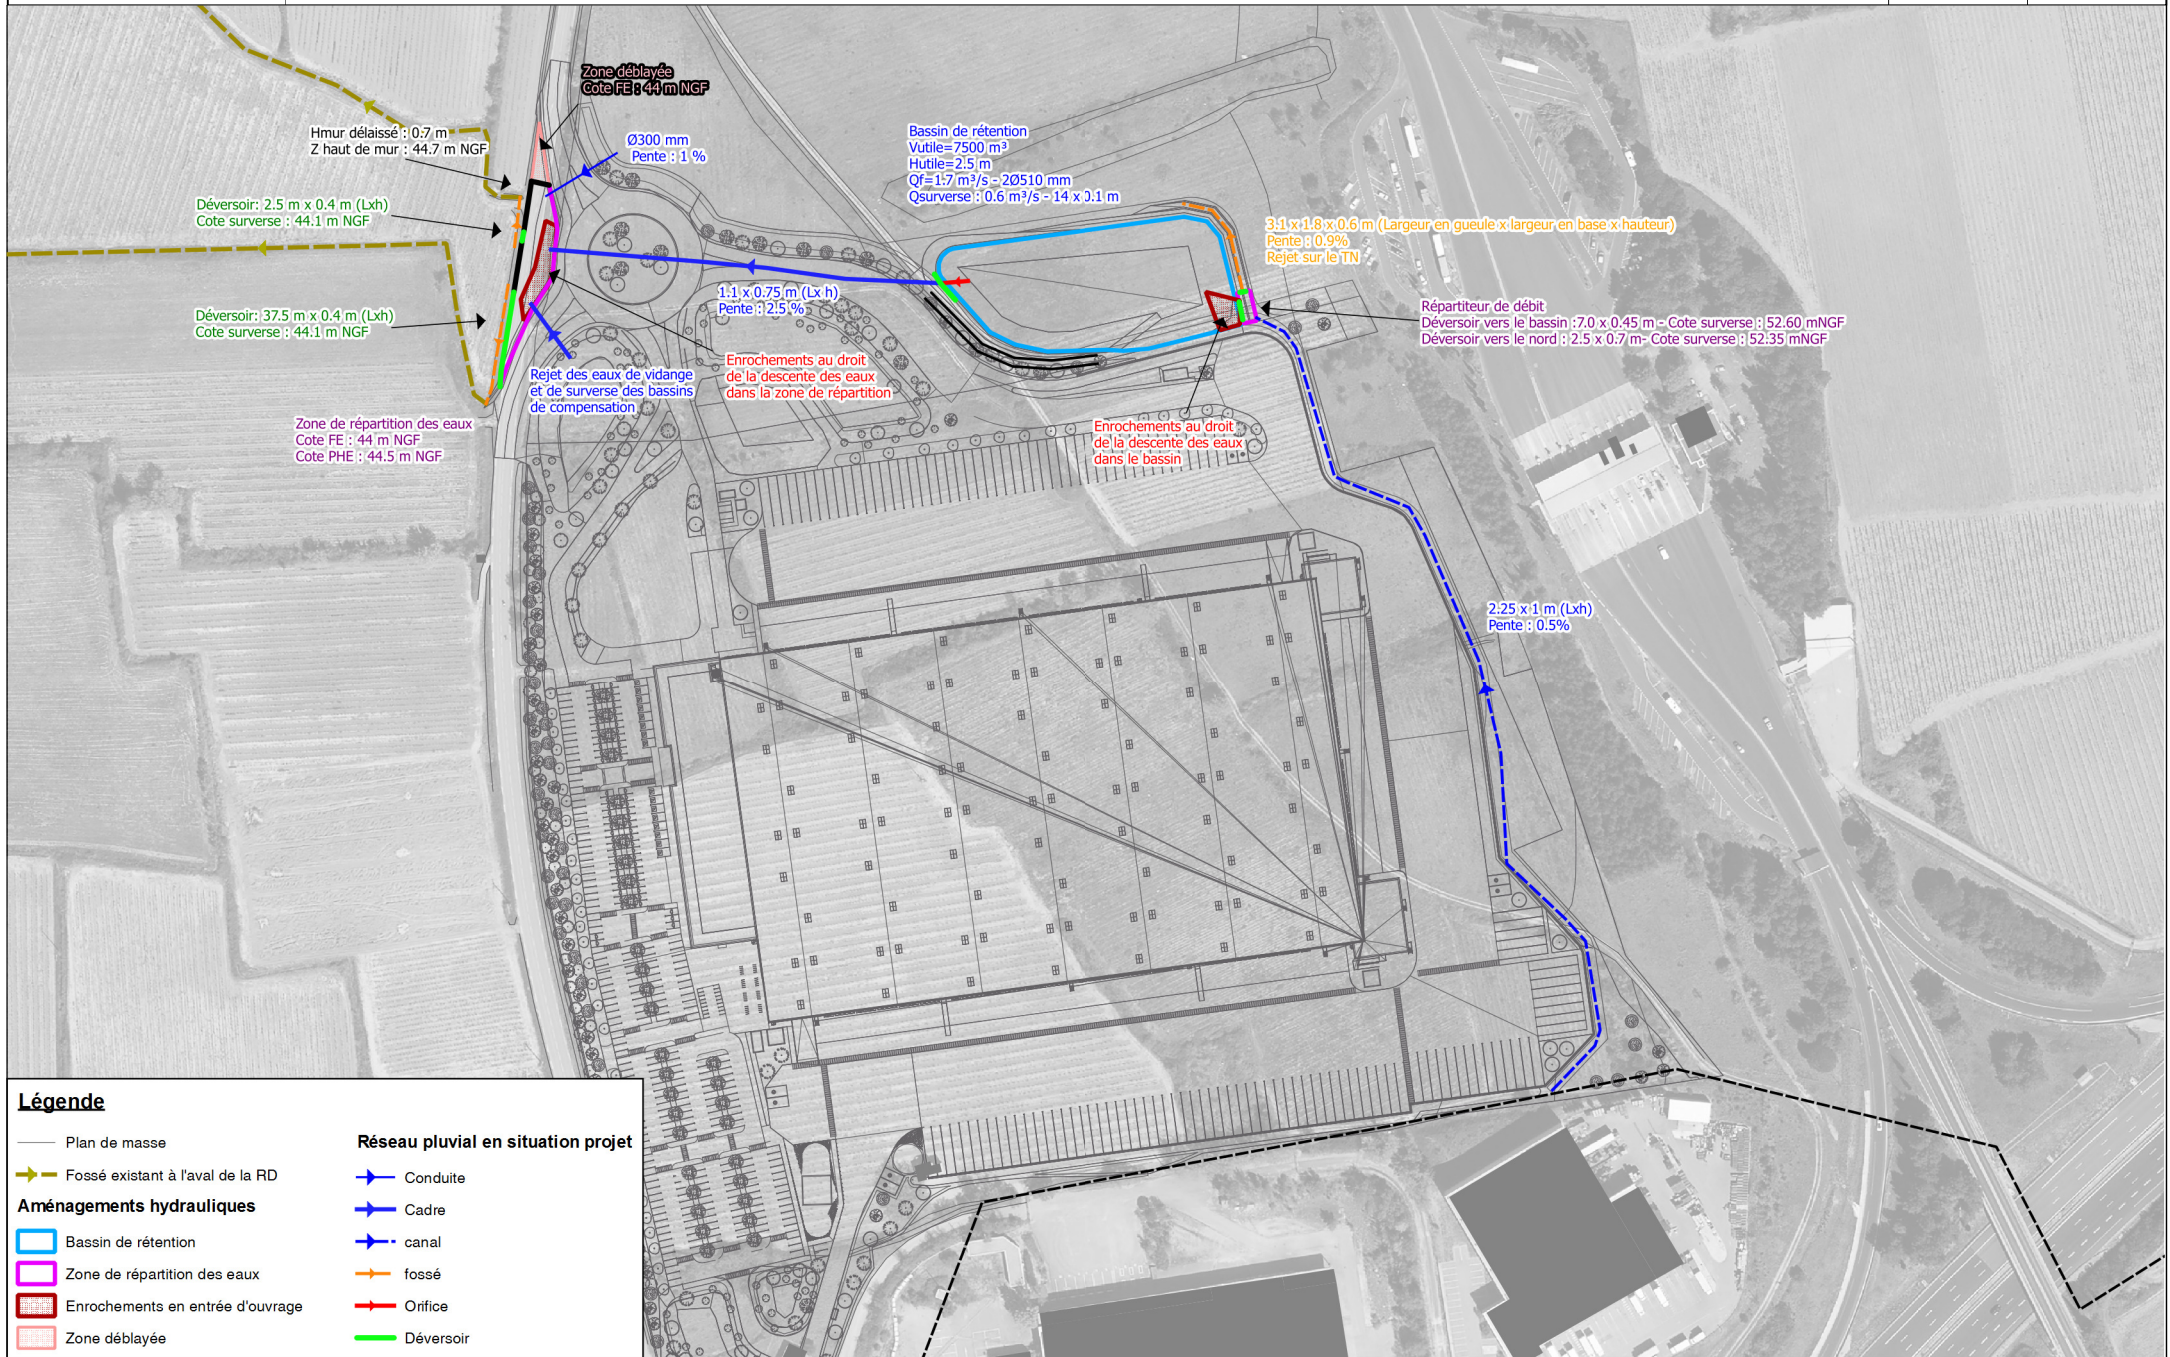 Zone déblayée
Cote FE : 44 m NGF
Hmur délaissé : 0.7 m
Z haut de mur : 44.7 m NGF
Ø300 mm
Pente : 1 %
Bassin de rétention
Vutile=7500 m³
Hutile=2.5 m
Qf=1.7 m³/s - 2Ø510 mm
Qsurverse : 0.6 m³/s - 14 x 0.1 m
Déversoir: 2.5 m x 0.4 m (Lxh)
Cote surverse : 44.1 m NGF
3.1 x 1.8 x 0.6 m (Largeur en gueule x largeur en base x hauteur)
Pente : 0.9%
Rejet sur le TN
1.1 x 0.75 m (Lx h)
Pente : 2.5 %
Répartiteur de débit
Déversoir vers le bassin :7.0 x 0.45 m - Cote surverse : 52.60 mNGF
Déversoir vers le nord : 2.5 x 0.7 m- Cote surverse : 52.35 mNGF
Déversoir: 37.5 m x 0.4 m (Lxh)
Cote surverse : 44.1 m NGF
Enrochements au droit
de la descente des eaux
dans la zone de répartition
Rejet des eaux de vidange
et de surverse des bassins
de compensation
Zone de répartition des eaux
Cote FE : 44 m NGF
Cote PHE : 44.5 m NGF
Enrochements au droit
de la descente des eaux
dans le bassin
2.25 x 1 m (Lxh)
Pente : 0.5%
Légende
Plan de masse
Fossé existant à l'aval de la RD
Aménagements hydrauliques
Bassin de rétention
Zone de répartition des eaux
Enrochements en entrée d'ouvrage
Zone déblayée
Réseau pluvial en situation projet
Conduite
Cadre
canal
fossé
Orifice
Déversoir